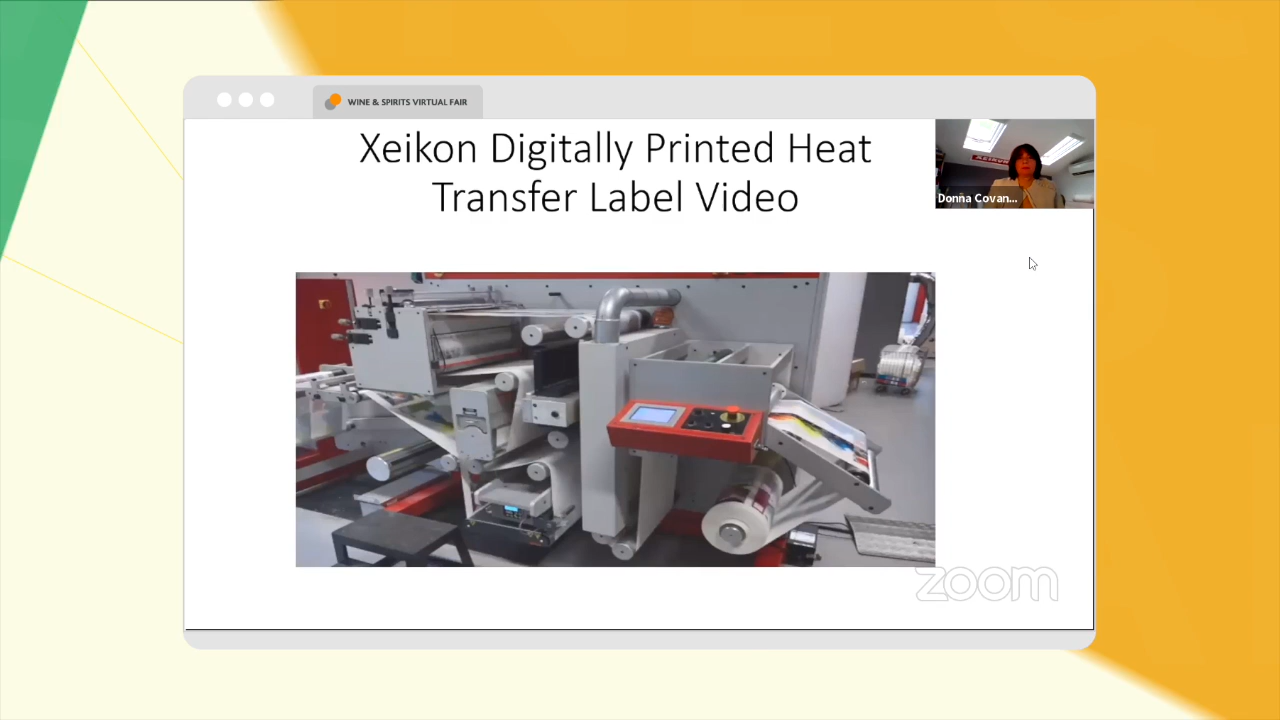 WINE & SPIRITS VIRTUAL FAIR
Xeikon Digitally Printed Heat
Transfer Label Video
Donna Covan...
zoom